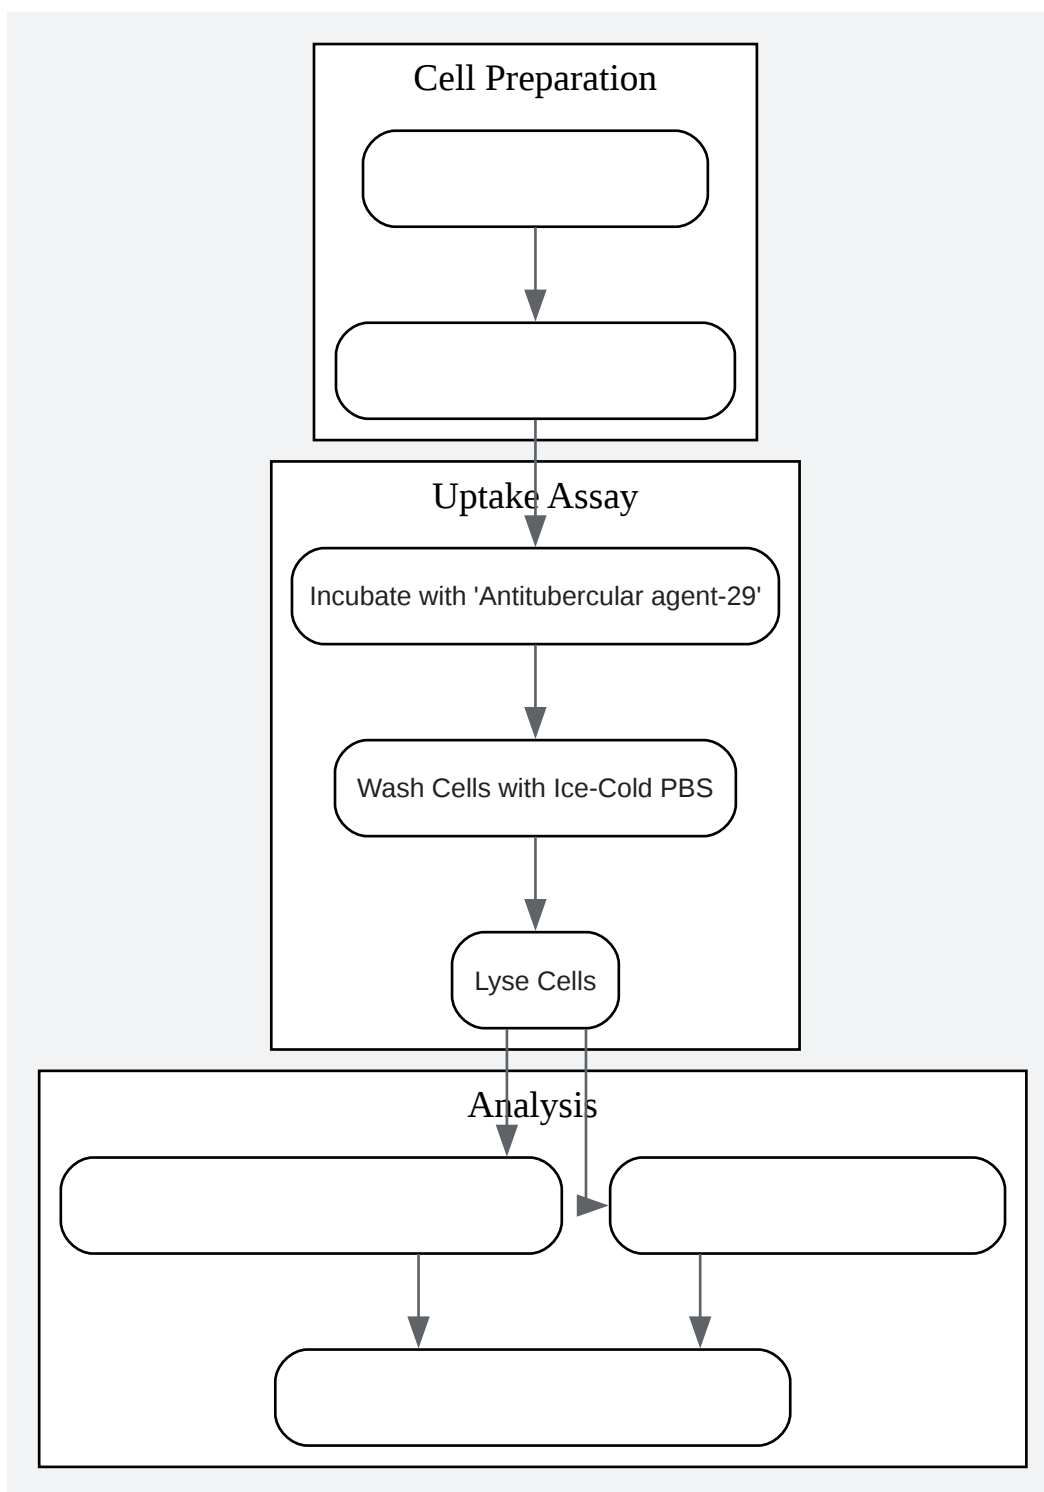 Cell Preparation
Uptake Assay
Incubate with 'Antitubercular agent-29'
Wash Cells with Ice-Cold PBS
Lyse Cells
Analysis